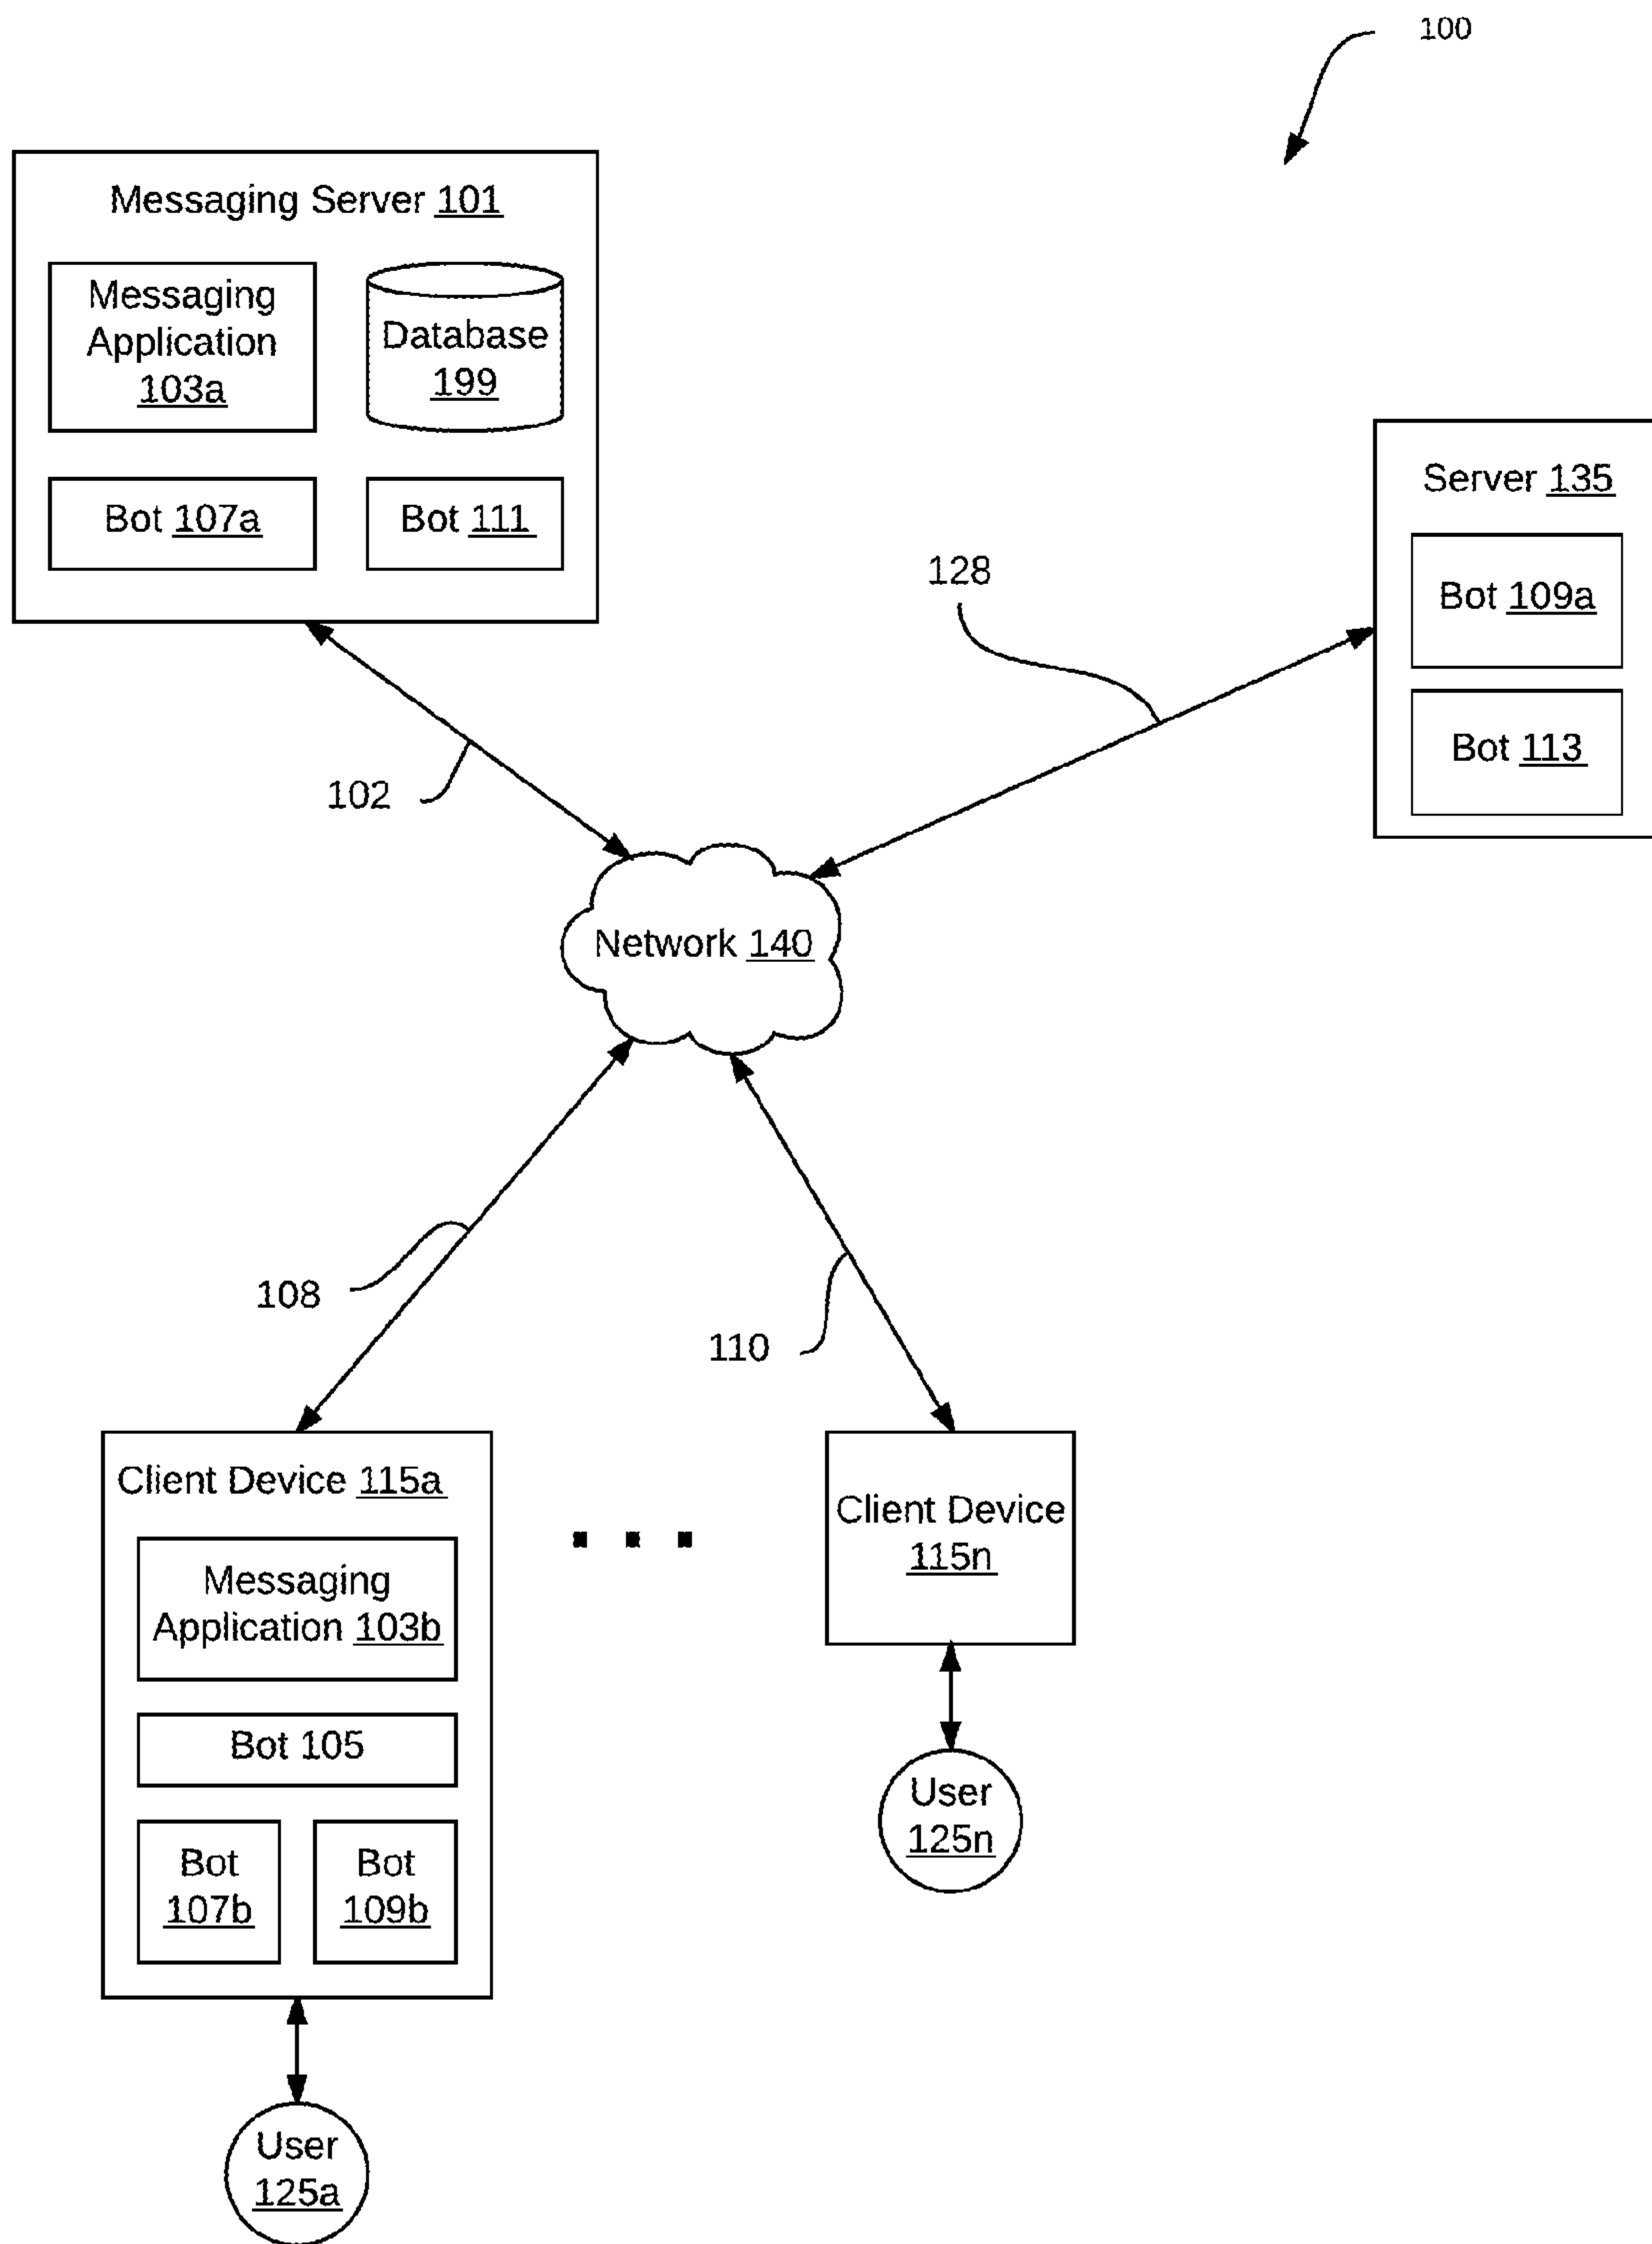 100
Messaging Server 101
Messaging
Application
103a
Database
199
Bot 107a
Bot 111
Server 135
Bot 109a
Bot 113
128
102
Network 140
108
110
Client Device 115a
Messaging
Application 103b
Bot 105
Bot
107b
Bot
109b
Client Device
115n
User
125n
User
125a